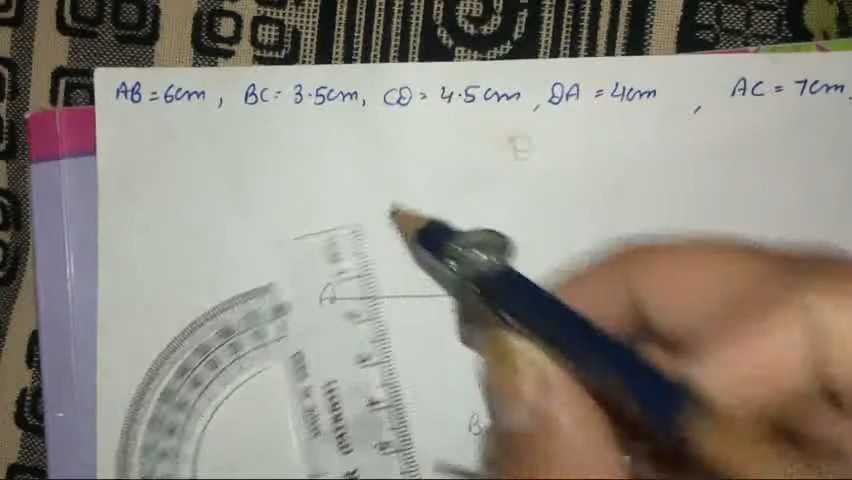 AB = 6cm, BC = 3.5cm, CD = 4.5cm, DA = 4cm, AC = 7cm.
A
B